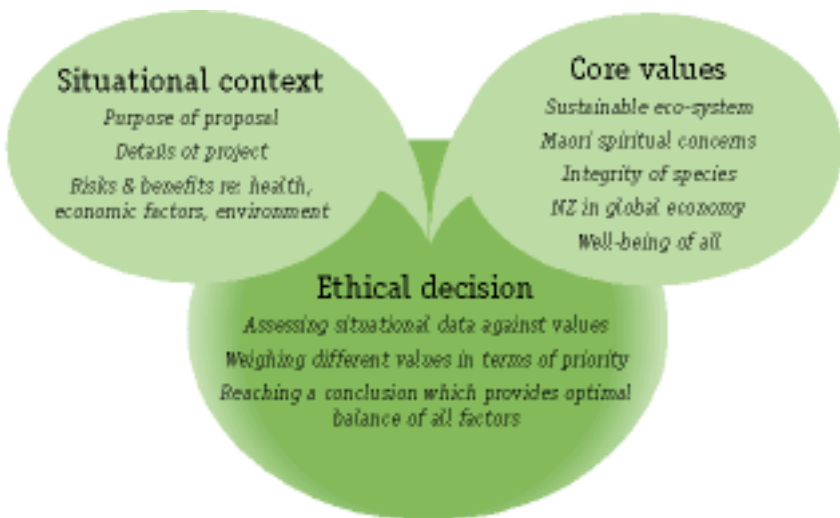 Situational context
Purpose of proposal
Details of project
Risks & benefits re: health,
economic factors, environment
Core values
Sustainable eco-system
Maori spiritual concerns
Integrity of species
NZ in global economy
Well-being of all
Ethical decision
Assessing situational data against values
Weighing different values in terms of priority
Reaching a conclusion which provides optimal
balance of all factors